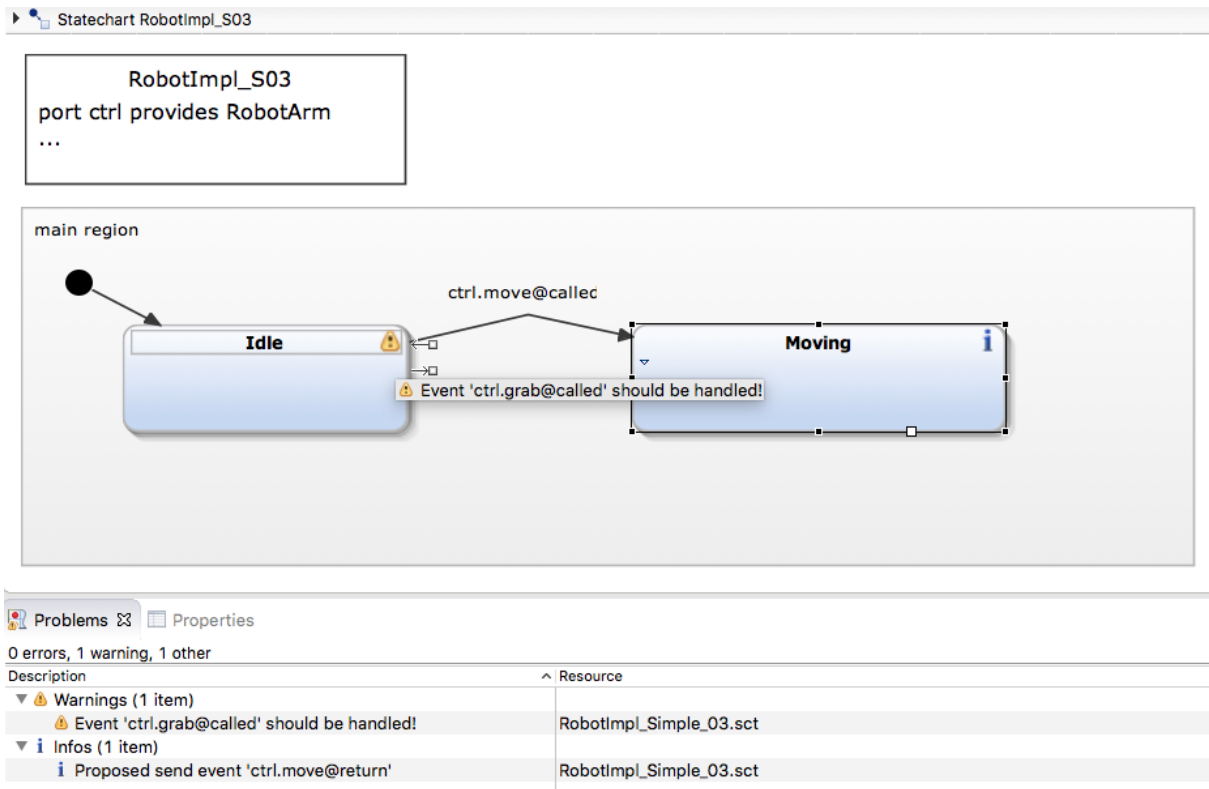 Statechart RobotImpl_S03
RobotImpl_S03
port ctrl provides RobotArm
...
main region
ctrl.move@called
Idle
Moving
Event 'ctrl.grab@called' should be handled!
Problems
Properties
0 errors, 1 warning, 1 other
Description Resource
Warnings (1 item)
Event 'ctrl.grab@called' should be handled! RobotImpl_Simple_03.sct
Infos (1 item)
Proposed send event 'ctrl.move@return' RobotImpl_Simple_03.sct